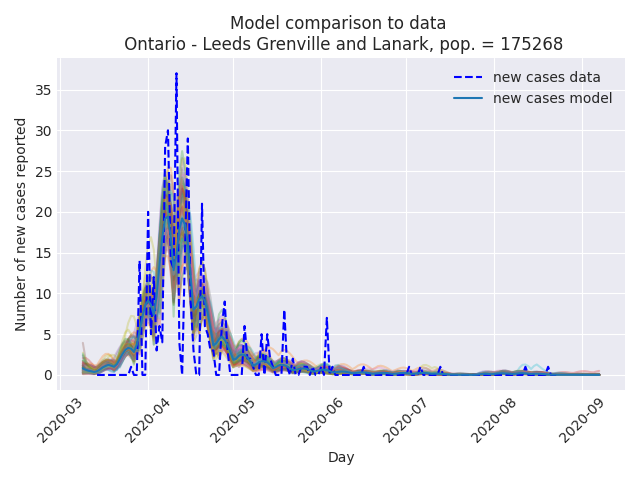 Model comparison to data
Ontario - Leeds Grenville and Lanark, pop. = 175268
new cases data
new cases model
Number of new cases reported
35
30
25
20
15
10
5
0
2020-03
2020-04
2020-05
2020-06
2020-07
2020-08
2020-09
Day